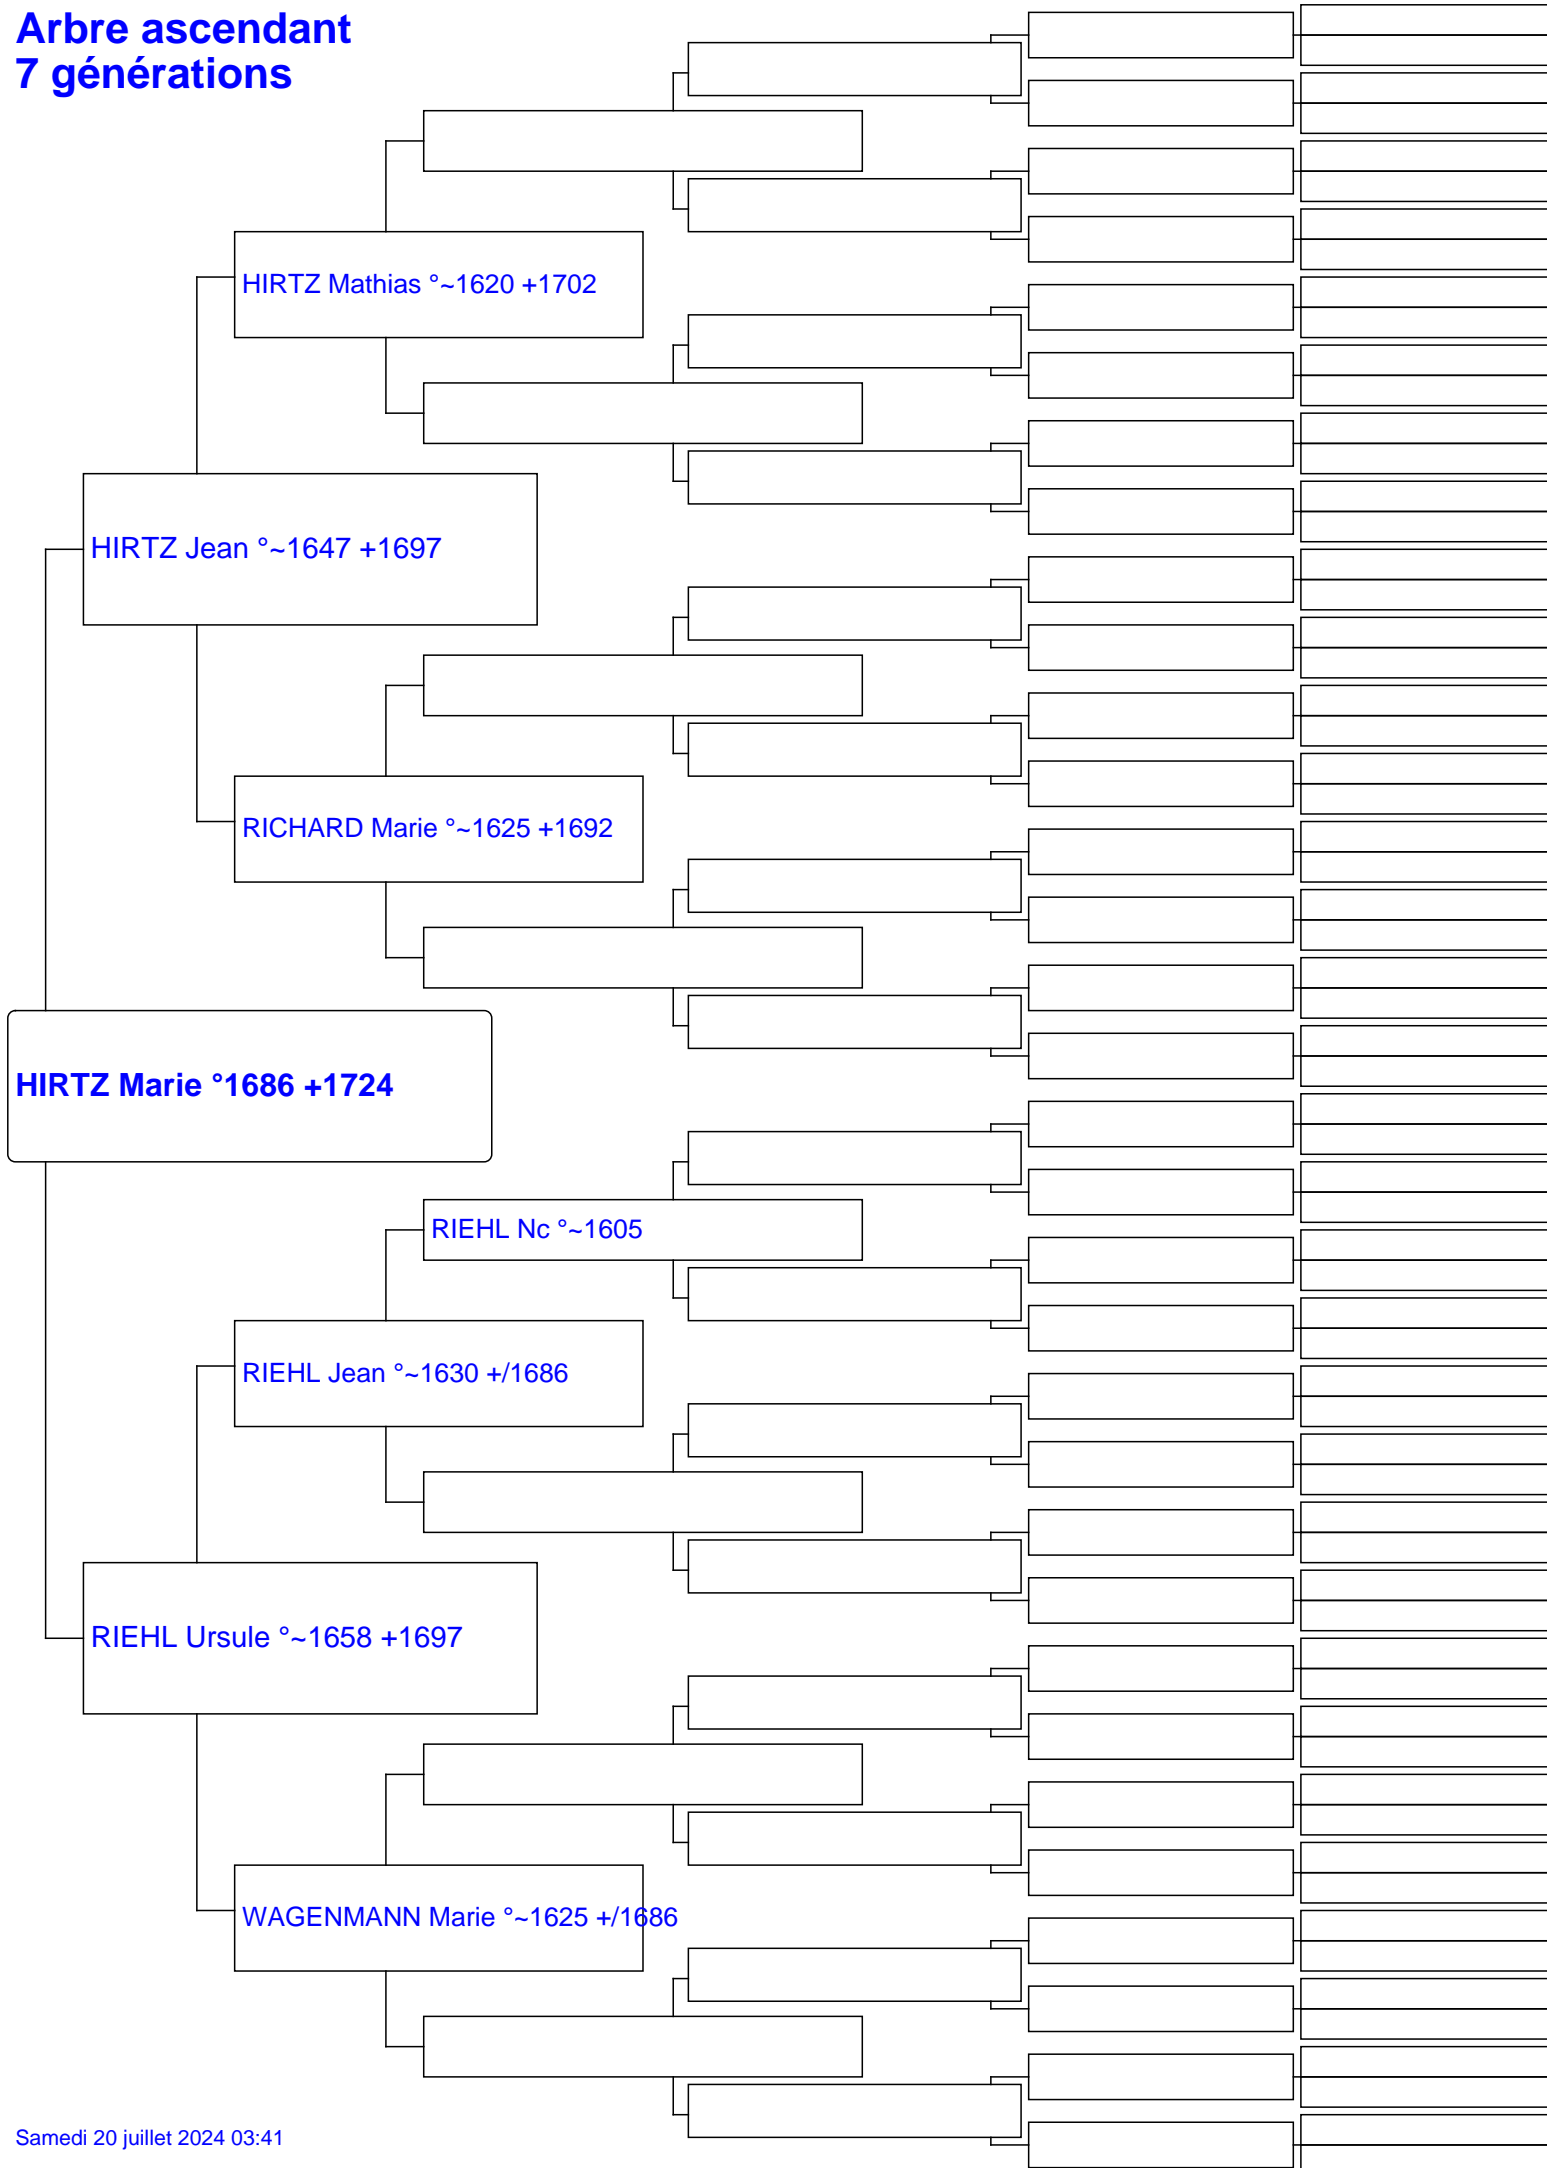 Arbre ascendant
7 générations
HIRTZ Mathias °~1620 +1702
HIRTZ Jean °~1647 +1697
RICHARD Marie °~1625 +1692
HIRTZ Marie °1686 +1724
RIEHL Nc °~1605
RIEHL Jean °~1630 +/1686
RIEHL Ursule °~1658 +1697
WAGENMANN Marie °~1625 +/1686
Samedi 20 juillet 2024 03:41